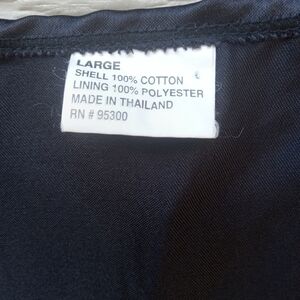 LARGE
SHELL 100% COTTON
LINING 100% POLYESTER
MADE IN THAILAND
RN # 95300